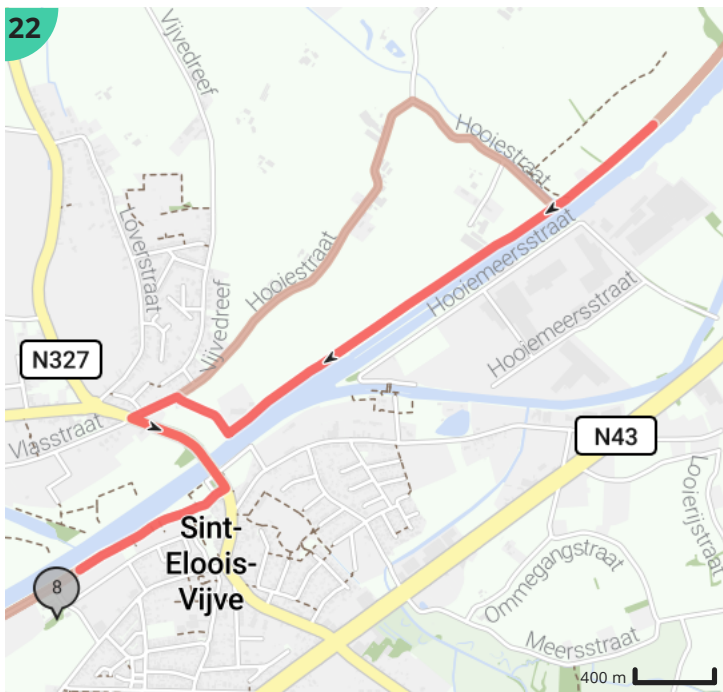 22
Vijvedreef
Hooiestraat
Loverstraat
Hooiemeersstraat
Hooiestraat
Vijvedreef
Hooiemeersstraat
N327
Vlasstraat
N43
Looierijstraat
Sint-
Eloois-
Vijve
Ommegangstraat
8
Meersstraat
400 m